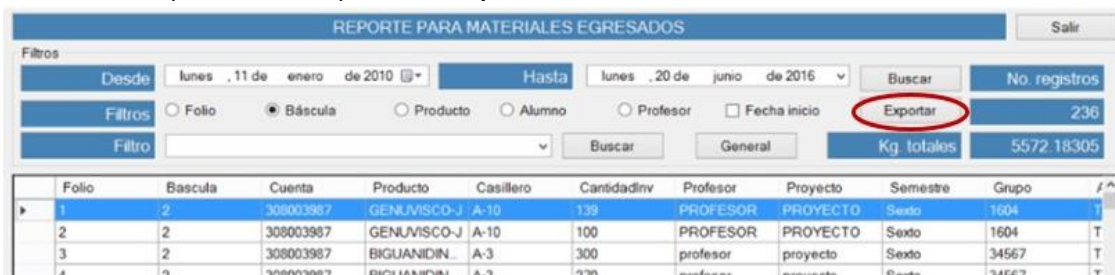 REPORTE PARA MATERIALES EGRESADOS Salir
Filtros
Desde lunes , 11 de enero de 2010 Hasta lunes , 20 de junio de 2016 Buscar No. registros
Filtros Folio Báscula Producto Alumno Profesor Fecha inicio Exportar 236
Filtro Buscar General Kg. totales 5572.18305
Folio Bascula Cuenta Producto Casillero CantidadInv Profesor Proyecto Semestre Grupo
1 2 308003987 GENUVISCO-J A-10 139 PROFESOR PROYECTO Sexto 1604 T
2 2 308003987 GENUVISCO-J A-10 100 PROFESOR PROYECTO Sexto 1604 T
3 2 308003987 BIGUANIDIN... A-3 300 profesor proyecto Sexto 34567 T